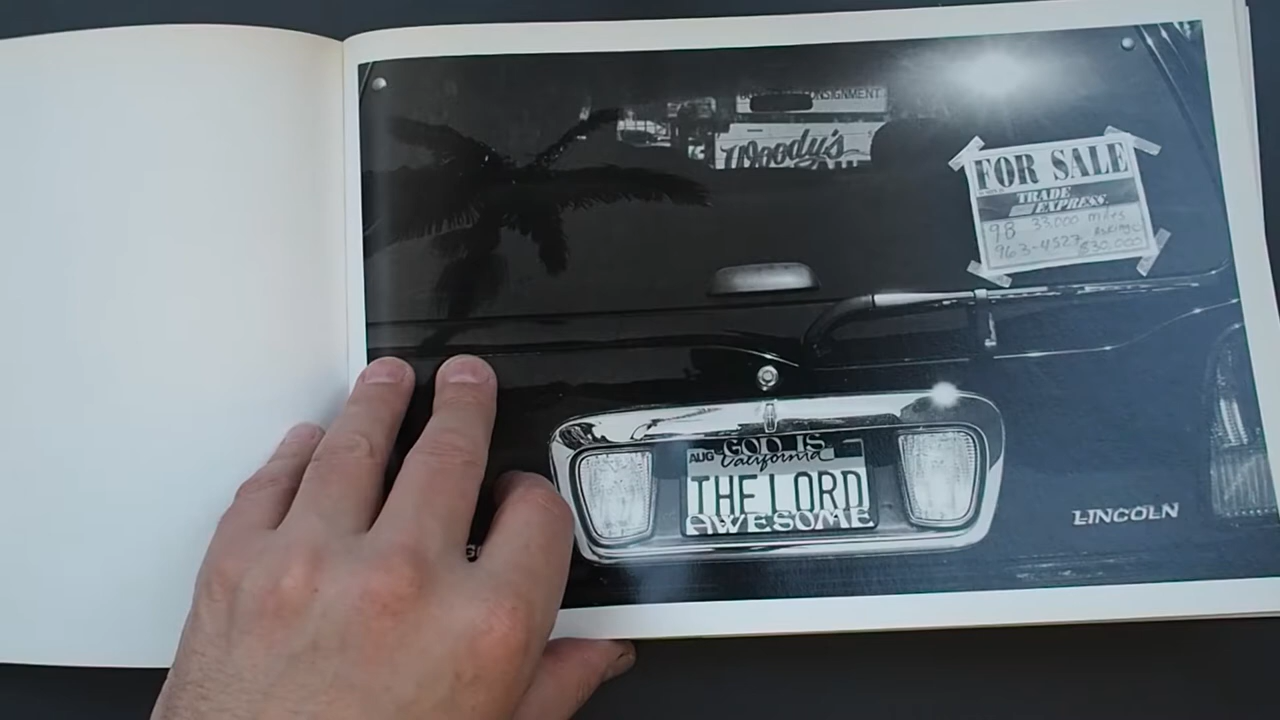 CONSIGNMENT
Woody's
FOR SALE
TRADE
EXPRESS
98 33,000 miles
963-4527 Asking
$30,000
GOD IS
AUG California
THE LORD
AWESOME
LINCOLN